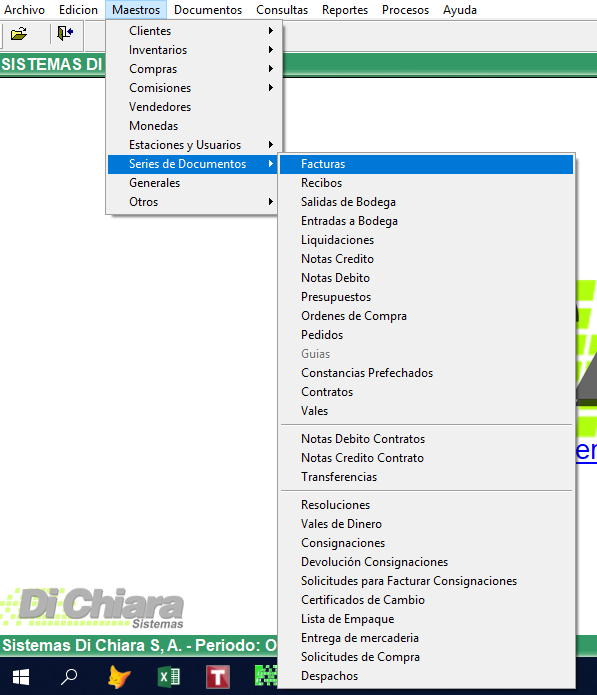 Archivo Edicion Maestros Documentos Consultas Reportes Procesos Ayuda
SISTEMAS DI
Clientes
Inventarios
Compras
Comisiones
Vendedores
Monedas
Estaciones y Usuarios
Series de Documentos
Generales
Otros
Facturas
Recibos
Salidas de Bodega
Entradas a Bodega
Liquidaciones
Notas Credito
Notas Debito
Presupuestos
Ordenes de Compra
Pedidos
Guias
Constancias Prefechados
Contratos
Vales
Notas Debito Contratos
Notas Credito Contrato
Transferencias
Resoluciones
Vales de Dinero
Consignaciones
Devolución Consignaciones
Solicitudes para Facturar Consignaciones
Certificados de Cambio
Lista de Empaque
Entrega de mercaderia
Solicitudes de Compra
Despachos
er
Di Chiara
Sistemas
Sistemas Di Chiara S, A. - Periodo: O
T